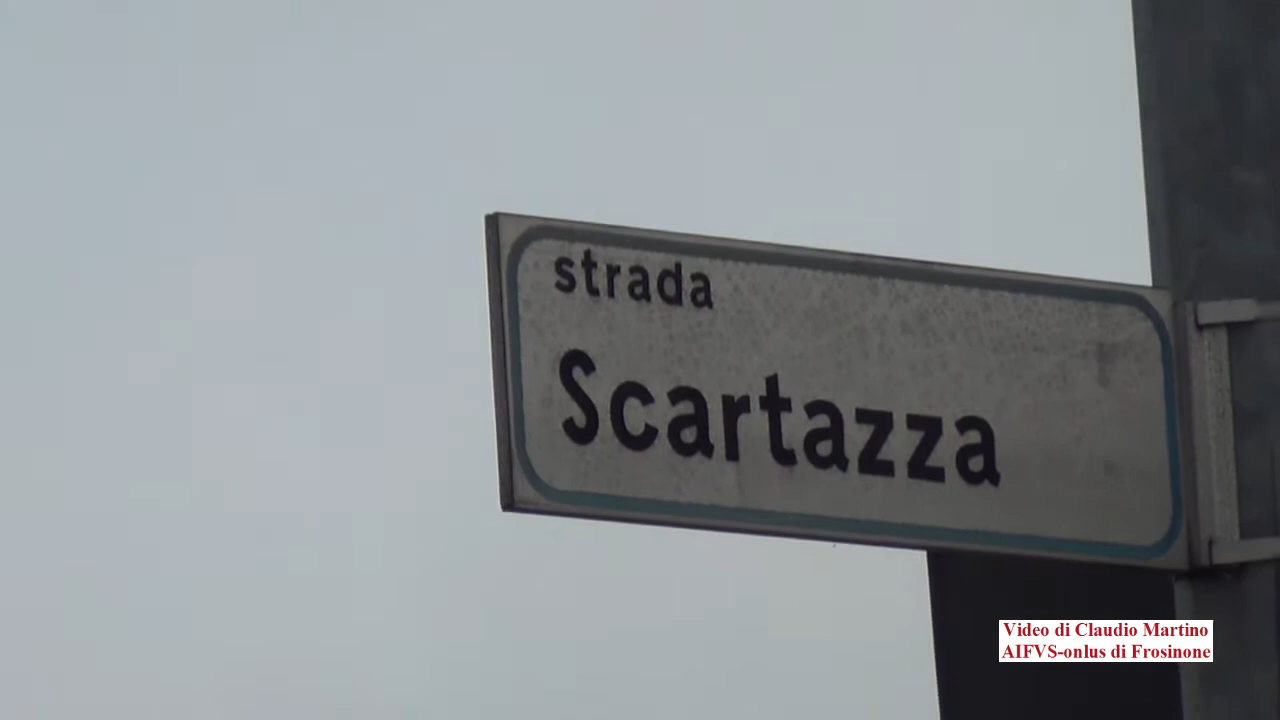 strada
Scartazza
Video di Claudio Martino
AIFVS-onlus di Frosinone